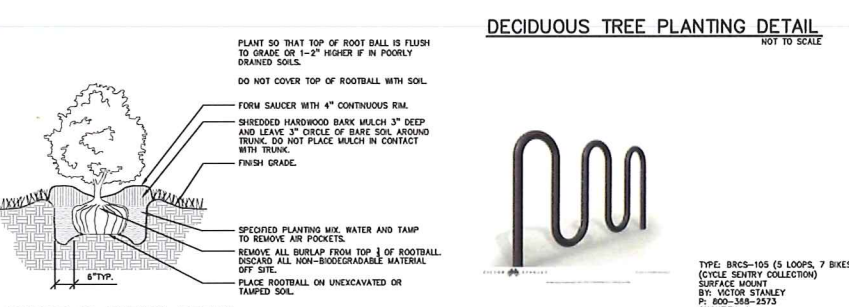 DECIDUOUS TREE PLANTING DETAIL
NOT TO SCALE
PLANT SO THAT TOP OF ROOT BALL IS FLUSH
TO GRADE OR 1-2" HIGHER IF IN POORLY
DRAINED SOILS.
DO NOT COVER TOP OF ROOTBALL WITH SOIL.
FORM SAUCER WITH 4" CONTINUOUS RIM.
SHREDDED HARDWOOD BARK MULCH 3" DEEP
AND LEAVE 3" CIRCLE OF BARE SOIL AROUND
TRUNK. DO NOT PLACE MULCH IN CONTACT
WITH TRUNK.
FINISH GRADE.
SPECIFIED PLANTING MIX. WATER AND TAMP
TO REMOVE AIR POCKETS.
REMOVE ALL BURLAP FROM TOP OF ROOTBALL.
DISCARD ALL NON-BIODEGRADABLE MATERIAL
OFF SITE.
PLACE ROOTBALL ON UNEXCAVATED OR
TAMPED SOIL.
6"TYP.
VICTOR STANLEY
TYPE: BRCS-105 (5 LOOPS, 7 BIKES
(CYCLE SENTRY COLLECTION)
SURFACE MOUNT
BY: VICTOR STANLEY
P: 800-368-2573